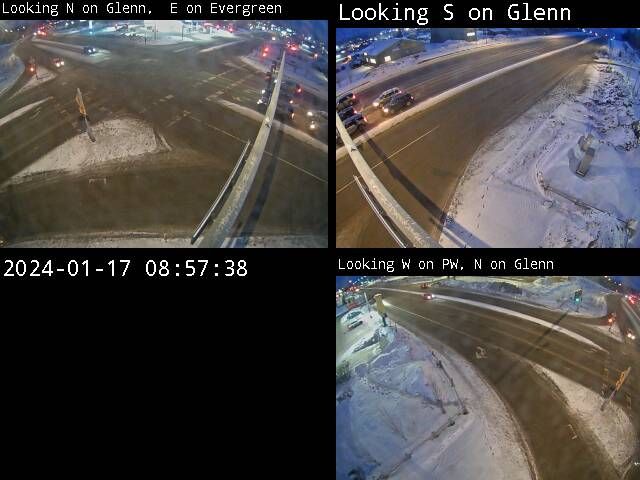 Looking N on Glenn, E on Evergreen
Looking S on Glenn
2024-01-17 08:57:38
Looking W on PW, N on Glenn